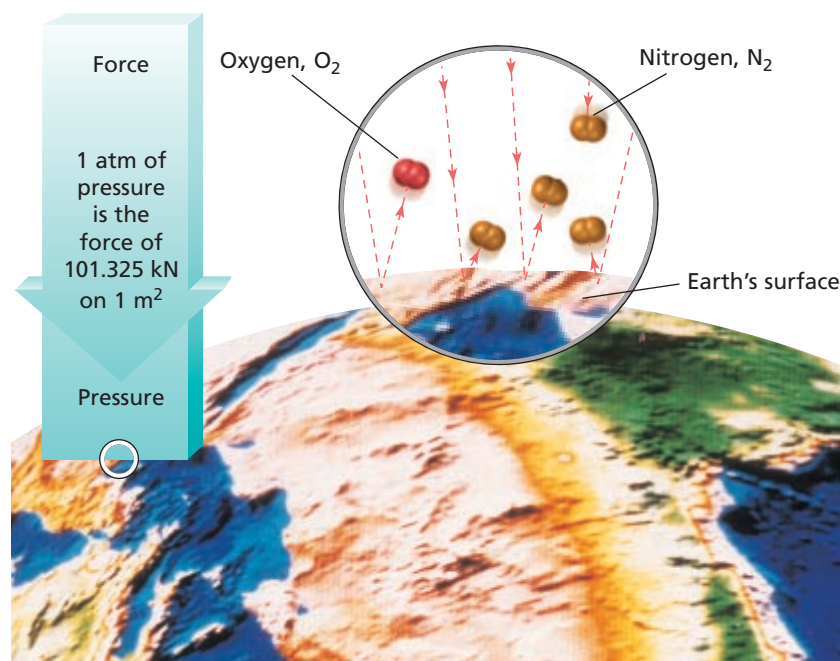 Force
1 atm of
pressure
is the
force of
101.325 kN
on 1 m²
Pressure
Oxygen, O₂
Nitrogen, N₂
Earth's surface